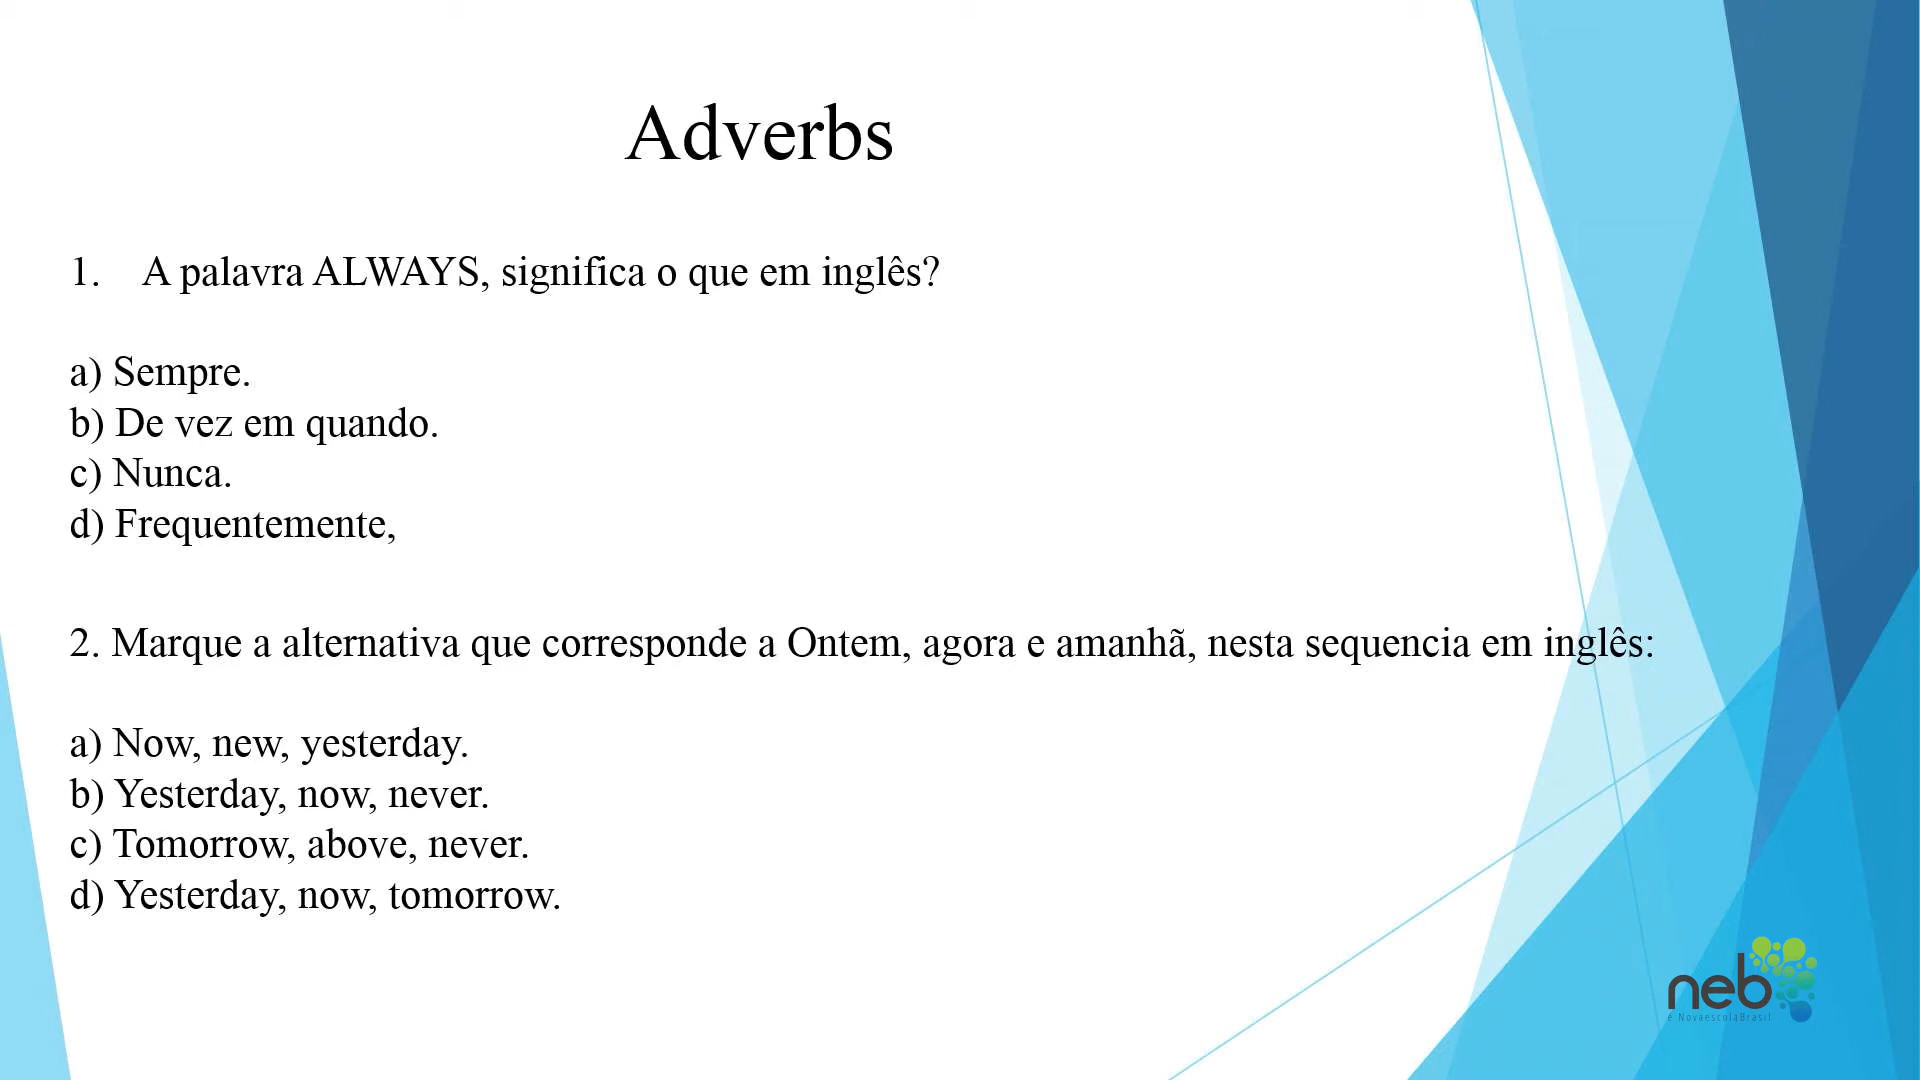 Adverbs
1. A palavra ALWAYS, significa o que em inglês?
a) Sempre.
b) De vez em quando.
c) Nunca.
d) Frequentemente,
2. Marque a alternativa que corresponde a Ontem, agora e amanhã, nesta sequencia em inglês:
a) Now, new, yesterday.
b) Yesterday, now, never.
c) Tomorrow, above, never.
d) Yesterday, now, tomorrow.
neb
é NovaescolaBrasil